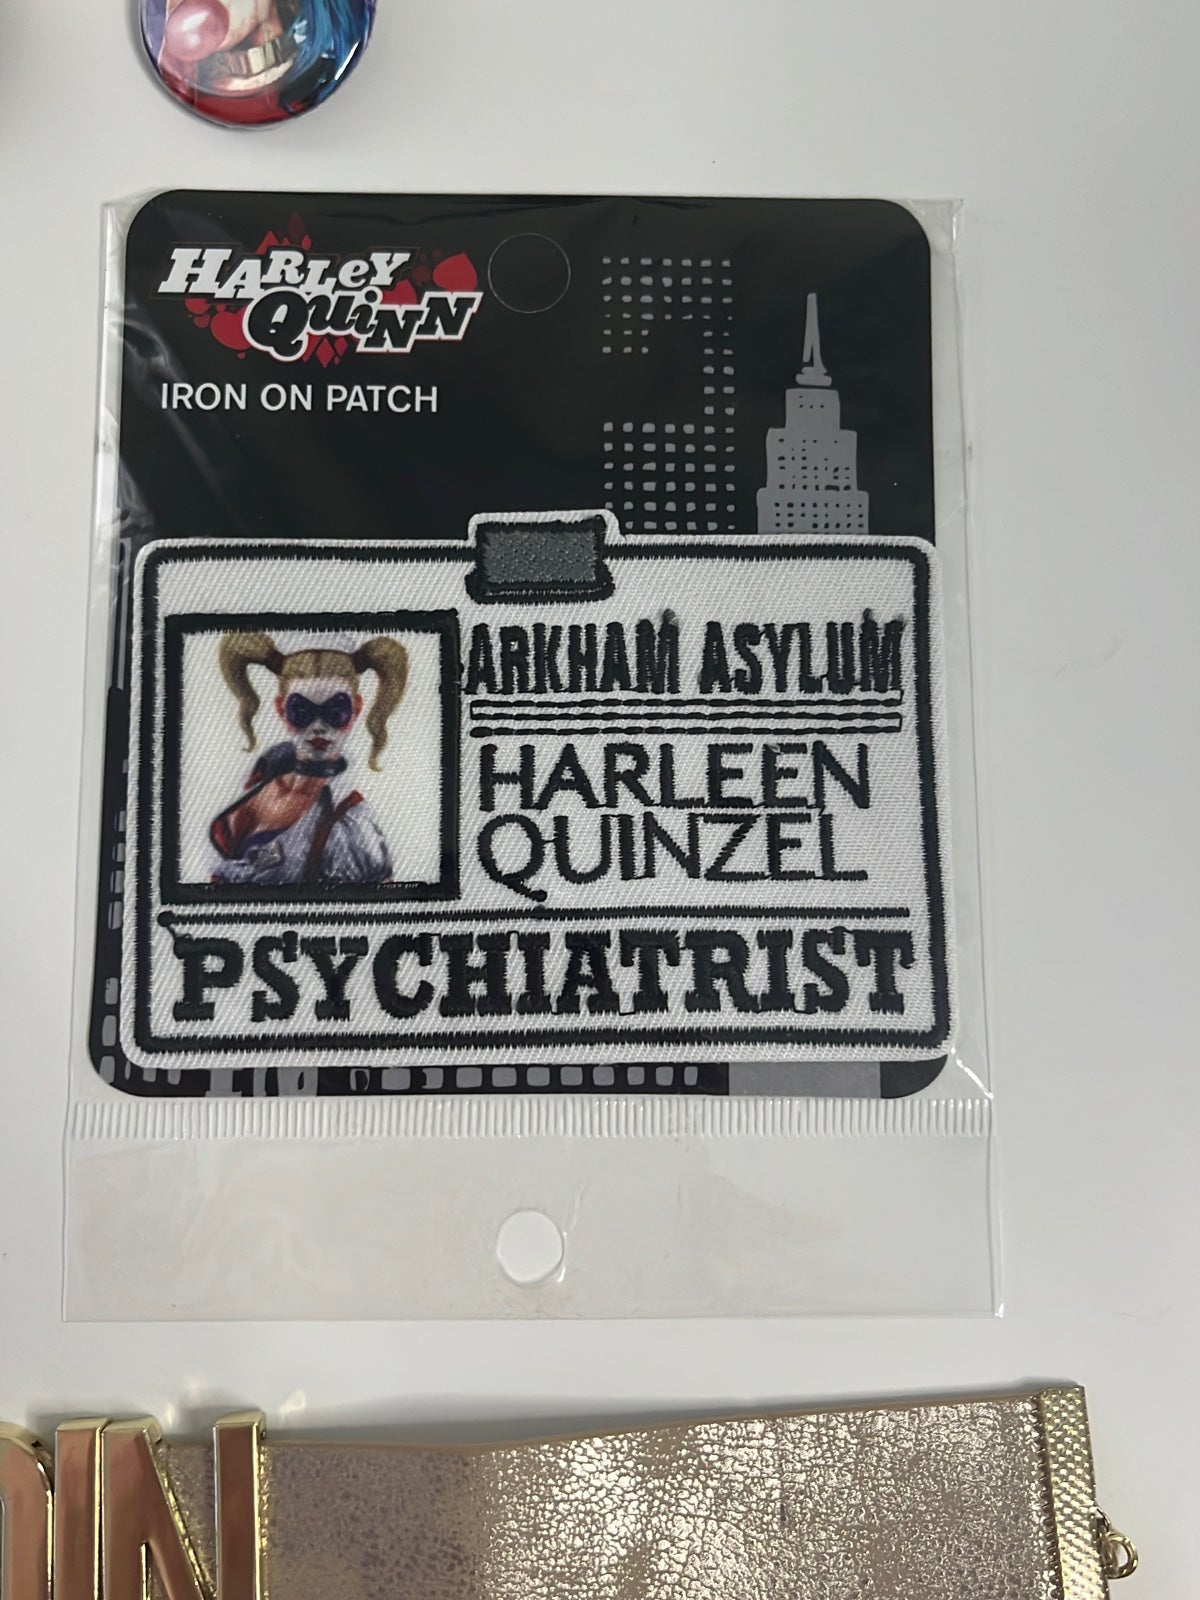 HARLEY
QUINN
IRON ON PATCH
ARKHAM ASYLUM
HARLEEN
QUINZEL
PSYCHIATRIST